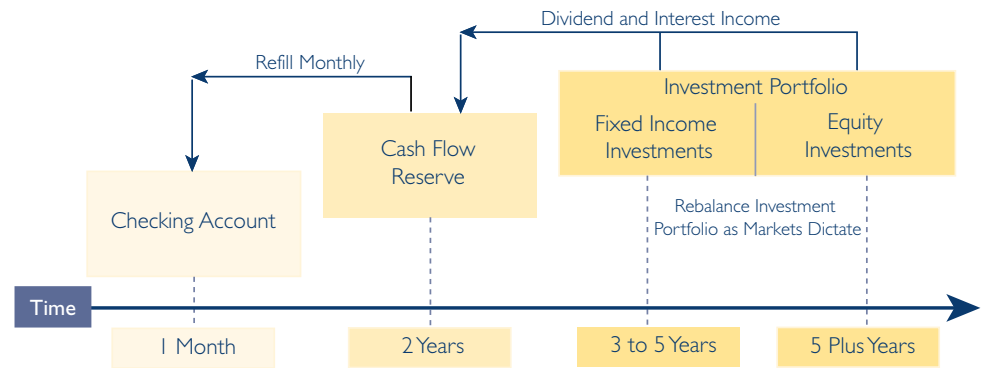 Dividend and Interest Income
Refill Monthly
Investment Portfolio
Fixed Income
Investments
Equity
Investments
Cash Flow
Reserve
Checking Account
Rebalance Investment
Portfolio as Markets Dictate
Time
1 Month
2 Years
3 to 5 Years
5 Plus Years